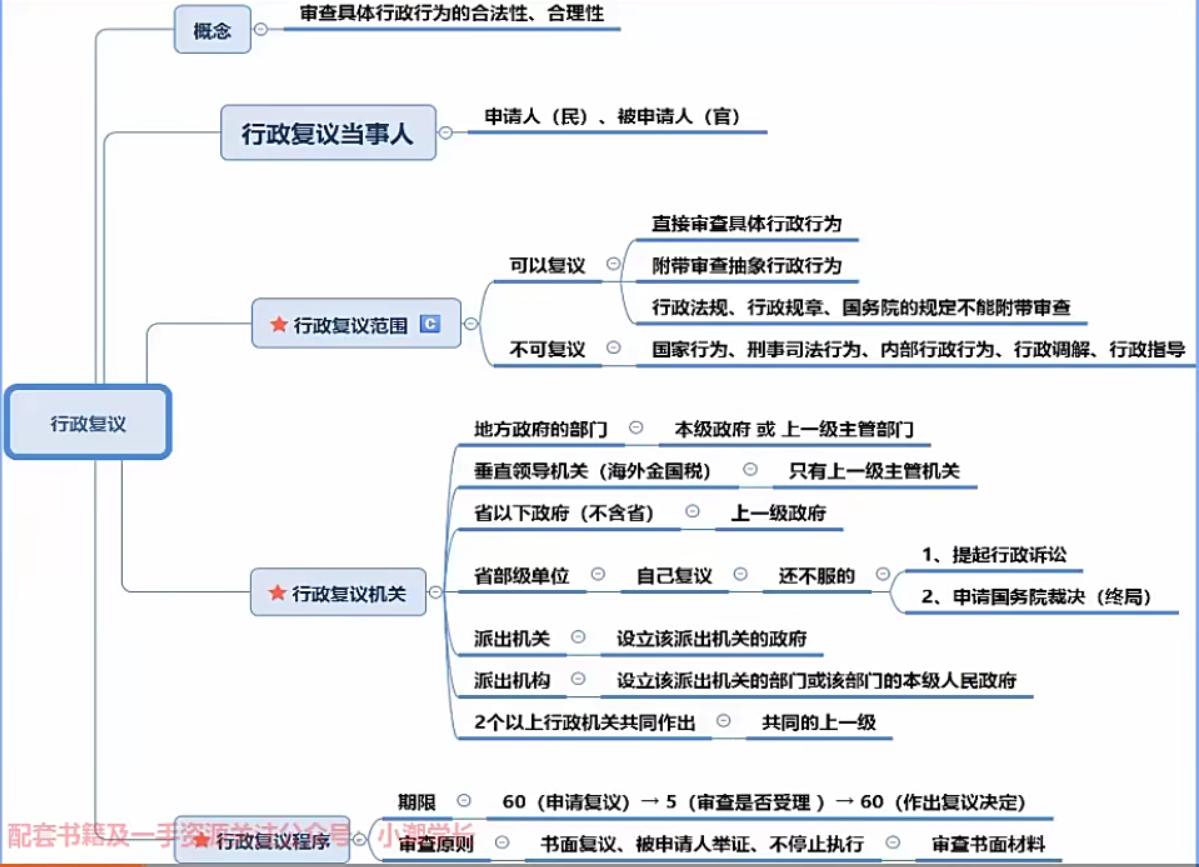 审查具体行政行为的合法性、合理性
概念
行政复议当事人
申请人（民）、被申请人（官）
直接审查具体行政行为
可以复议
附带审查抽象行政行为
行政法规、行政规章、国务院的规定不能附带审查
行政复议范围 C
不可复议
国家行为、刑事司法行为、内部行政行为、行政调解、行政指导
行政复议
地方政府的部门
本级政府 或 上一级主管部门
垂直领导机关（海外金国税）
只有上一级主管机关
省以下政府（不含省）
上一级政府
省部级单位
自己复议
还不服的
1、提起行政诉讼
2、申请国务院裁决（终局）
行政复议机关
派出机关
设立该派出机关的政府
派出机构
设立该派出机关的部门或该部门的本级人民政府
2个以上行政机关共同作出
共同的上一级
期限
60（申请复议）→ 5（审查是否受理 ）→ 60（作出复议决定）
行政复议程序
审查原则
书面复议、被申请人举证、不停止执行
审查书面材料
配套书籍及一手资源关注公众号：小潮学长